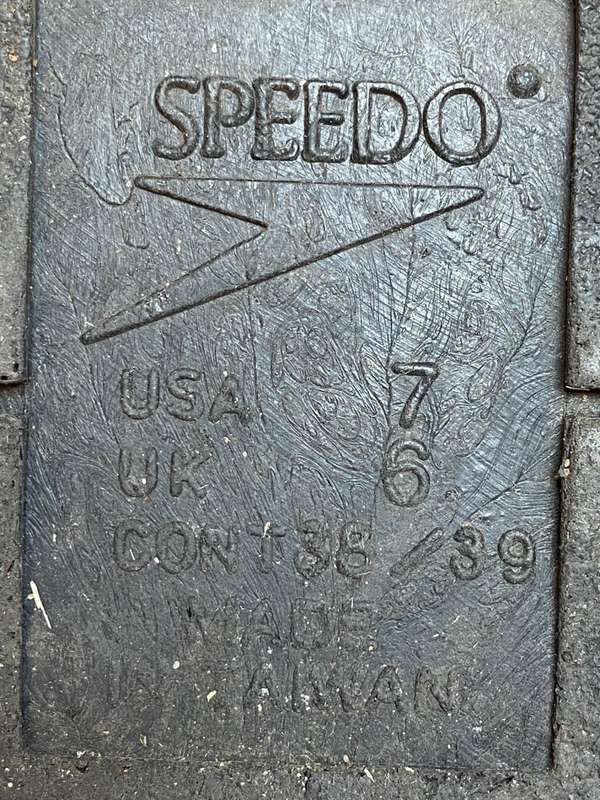 SPEEDO
USA 7
UK 6
CONT 38/39
MADE
IN TAIWAN